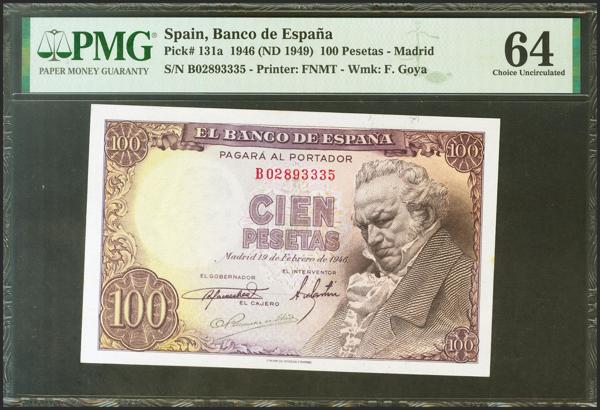 PMG
PAPER MONEY GUARANTY
Spain, Banco de España
Pick# 131a 1946 (ND 1949) 100 Pesetas - Madrid
S/N B02893335 - Printer: FNMT - Wmk: F. Goya
64
Choice Uncirculated
100
EL BANCO DE ESPAÑA
100
PAGARÁ AL PORTADOR
B02893335
CIEN
PESETAS
Madrid 19 de Febrero de 1946
EL GOBERNADOR
EL INTERVENTOR
EL CAJERO
100